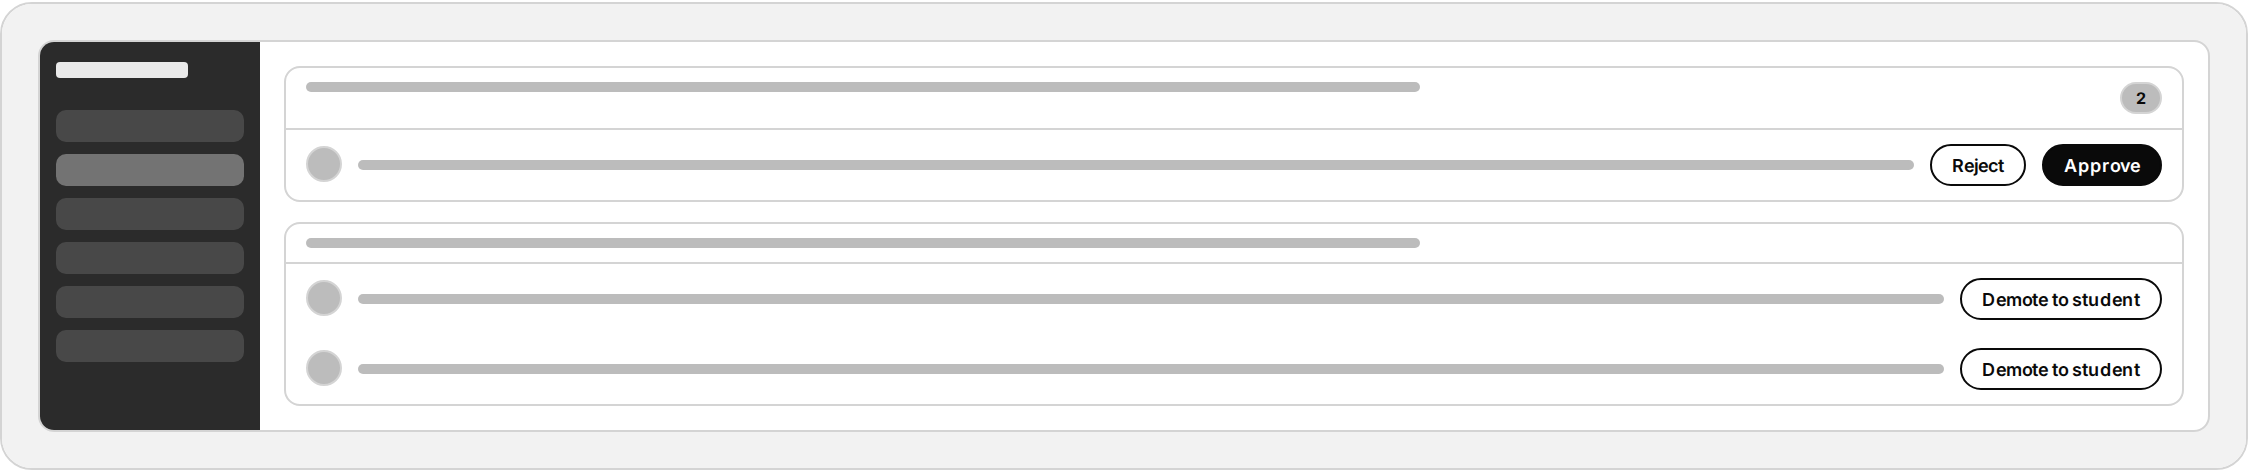 2
Reject Approve
Demote to student
Demote to student